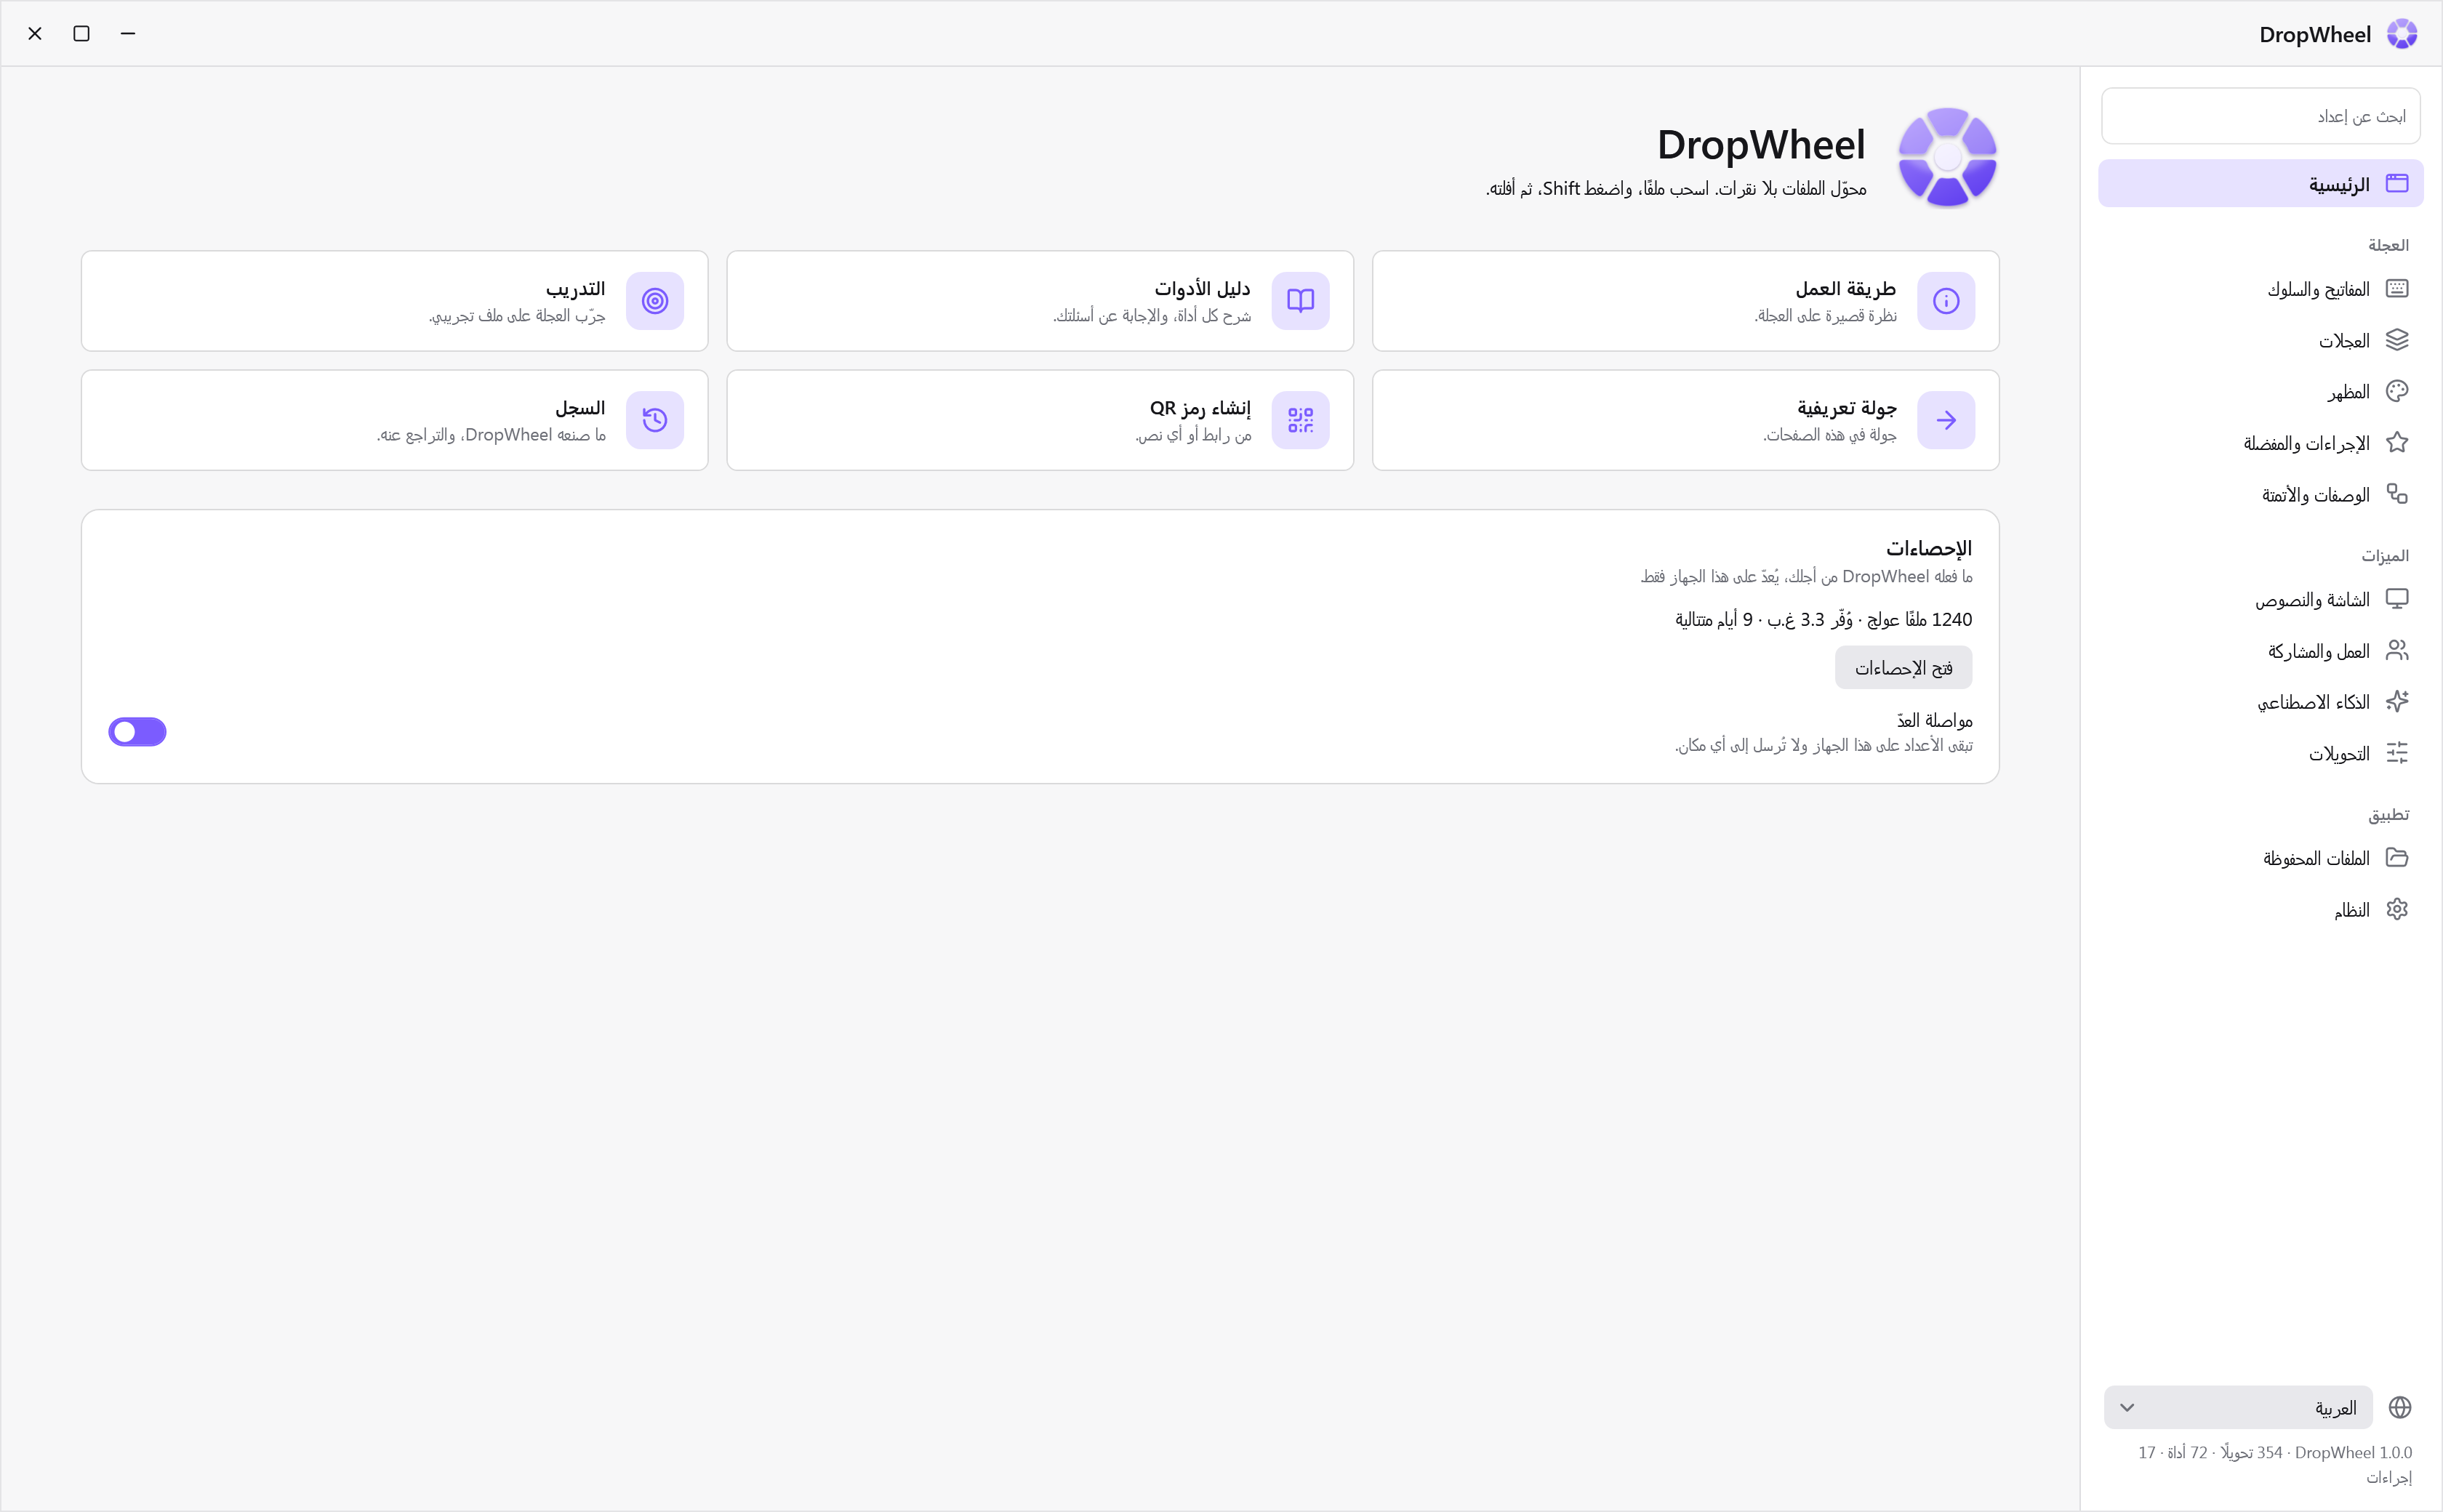 DropWheel
ابحث عن إعداد
الرئيسية
العجلة
المفاتيح والسلوك
العجلات
المظهر
الإجراءات والمفضلة
الوصفات والأتمتة
الميزات
الشاشة والنصوص
العمل والمشاركة
الذكاء الاصطناعي
التحويلات
تطبيق
الملفات المحفوظة
النظام
العربية
DropWheel 1.0.0 · 354 تحويلًا · 72 أداة · 17
إجراءات
DropWheel
محوّل الملفات بلا نقرات. اسحب ملفًا، واضغط Shift، ثم أفلته.
طريقة العمل
نظرة قصيرة على العجلة.
دليل الأدوات
شرح كل أداة، والإجابة عن أسئلتك.
التدريب
جرّب العجلة على ملف تجريبي.
جولة تعريفية
جولة في هذه الصفحات.
إنشاء رمز QR
من رابط أو أي نص.
السجل
ما صنعه DropWheel، والتراجع عنه.
الإحصاءات
ما فعله DropWheel من أجلك، يُعدّ على هذا الجهاز فقط.
1240 ملفًا عولج · وُفّر 3.3 غ.ب · 9 أيام متتالية
فتح الإحصاءات
مواصلة العدّ
تبقى الأعداد على هذا الجهاز ولا تُرسل إلى أي مكان.